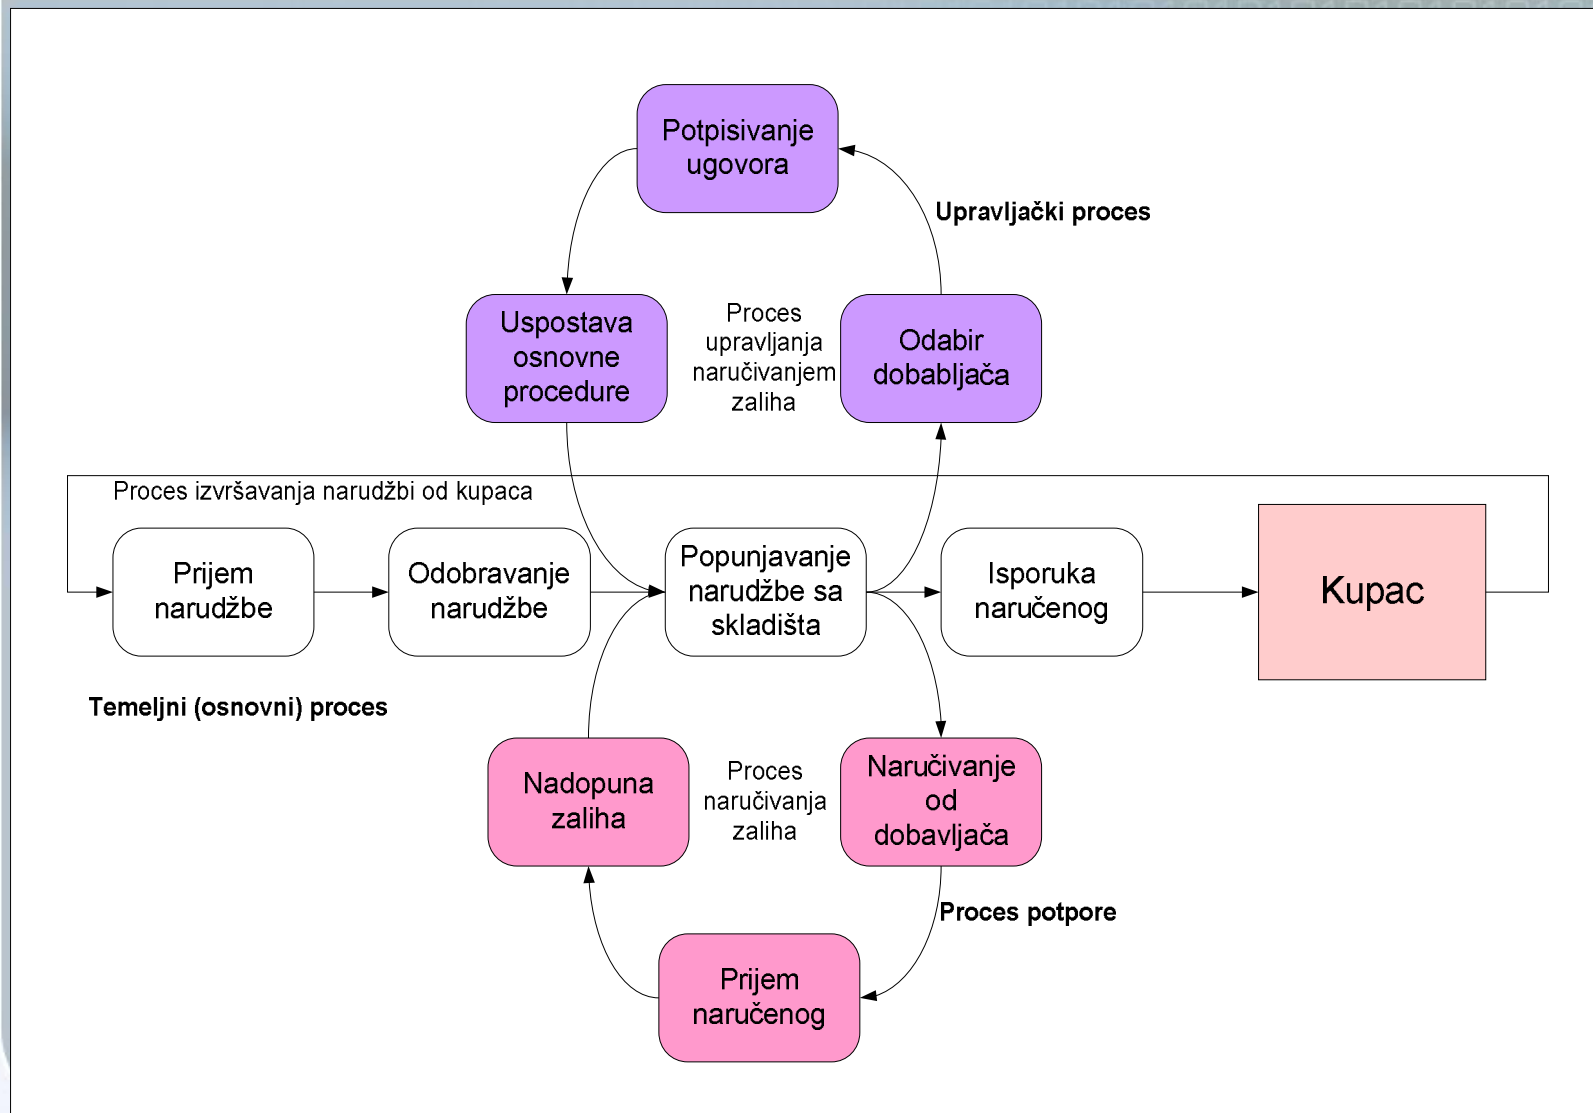 Potpisivanje
ugovora
Upravljački proces
Uspostava
osnovne
procedure
Proces
upravljanja
naručivanjem
zaliha
Odabir
dobabljača
Proces izvršavanja narudžbi od kupaca
Prijem
narudžbe
Odobravanje
narudžbe
Popunjavanje
narudžbe sa
skladišta
Isporuka
naručenog
Kupac
Temeljni (osnovni) proces
Nadopuna
zaliha
Proces
naručivanja
zaliha
Naručivanje
od
dobavljača
Proces potpore
Prijem
naručenog